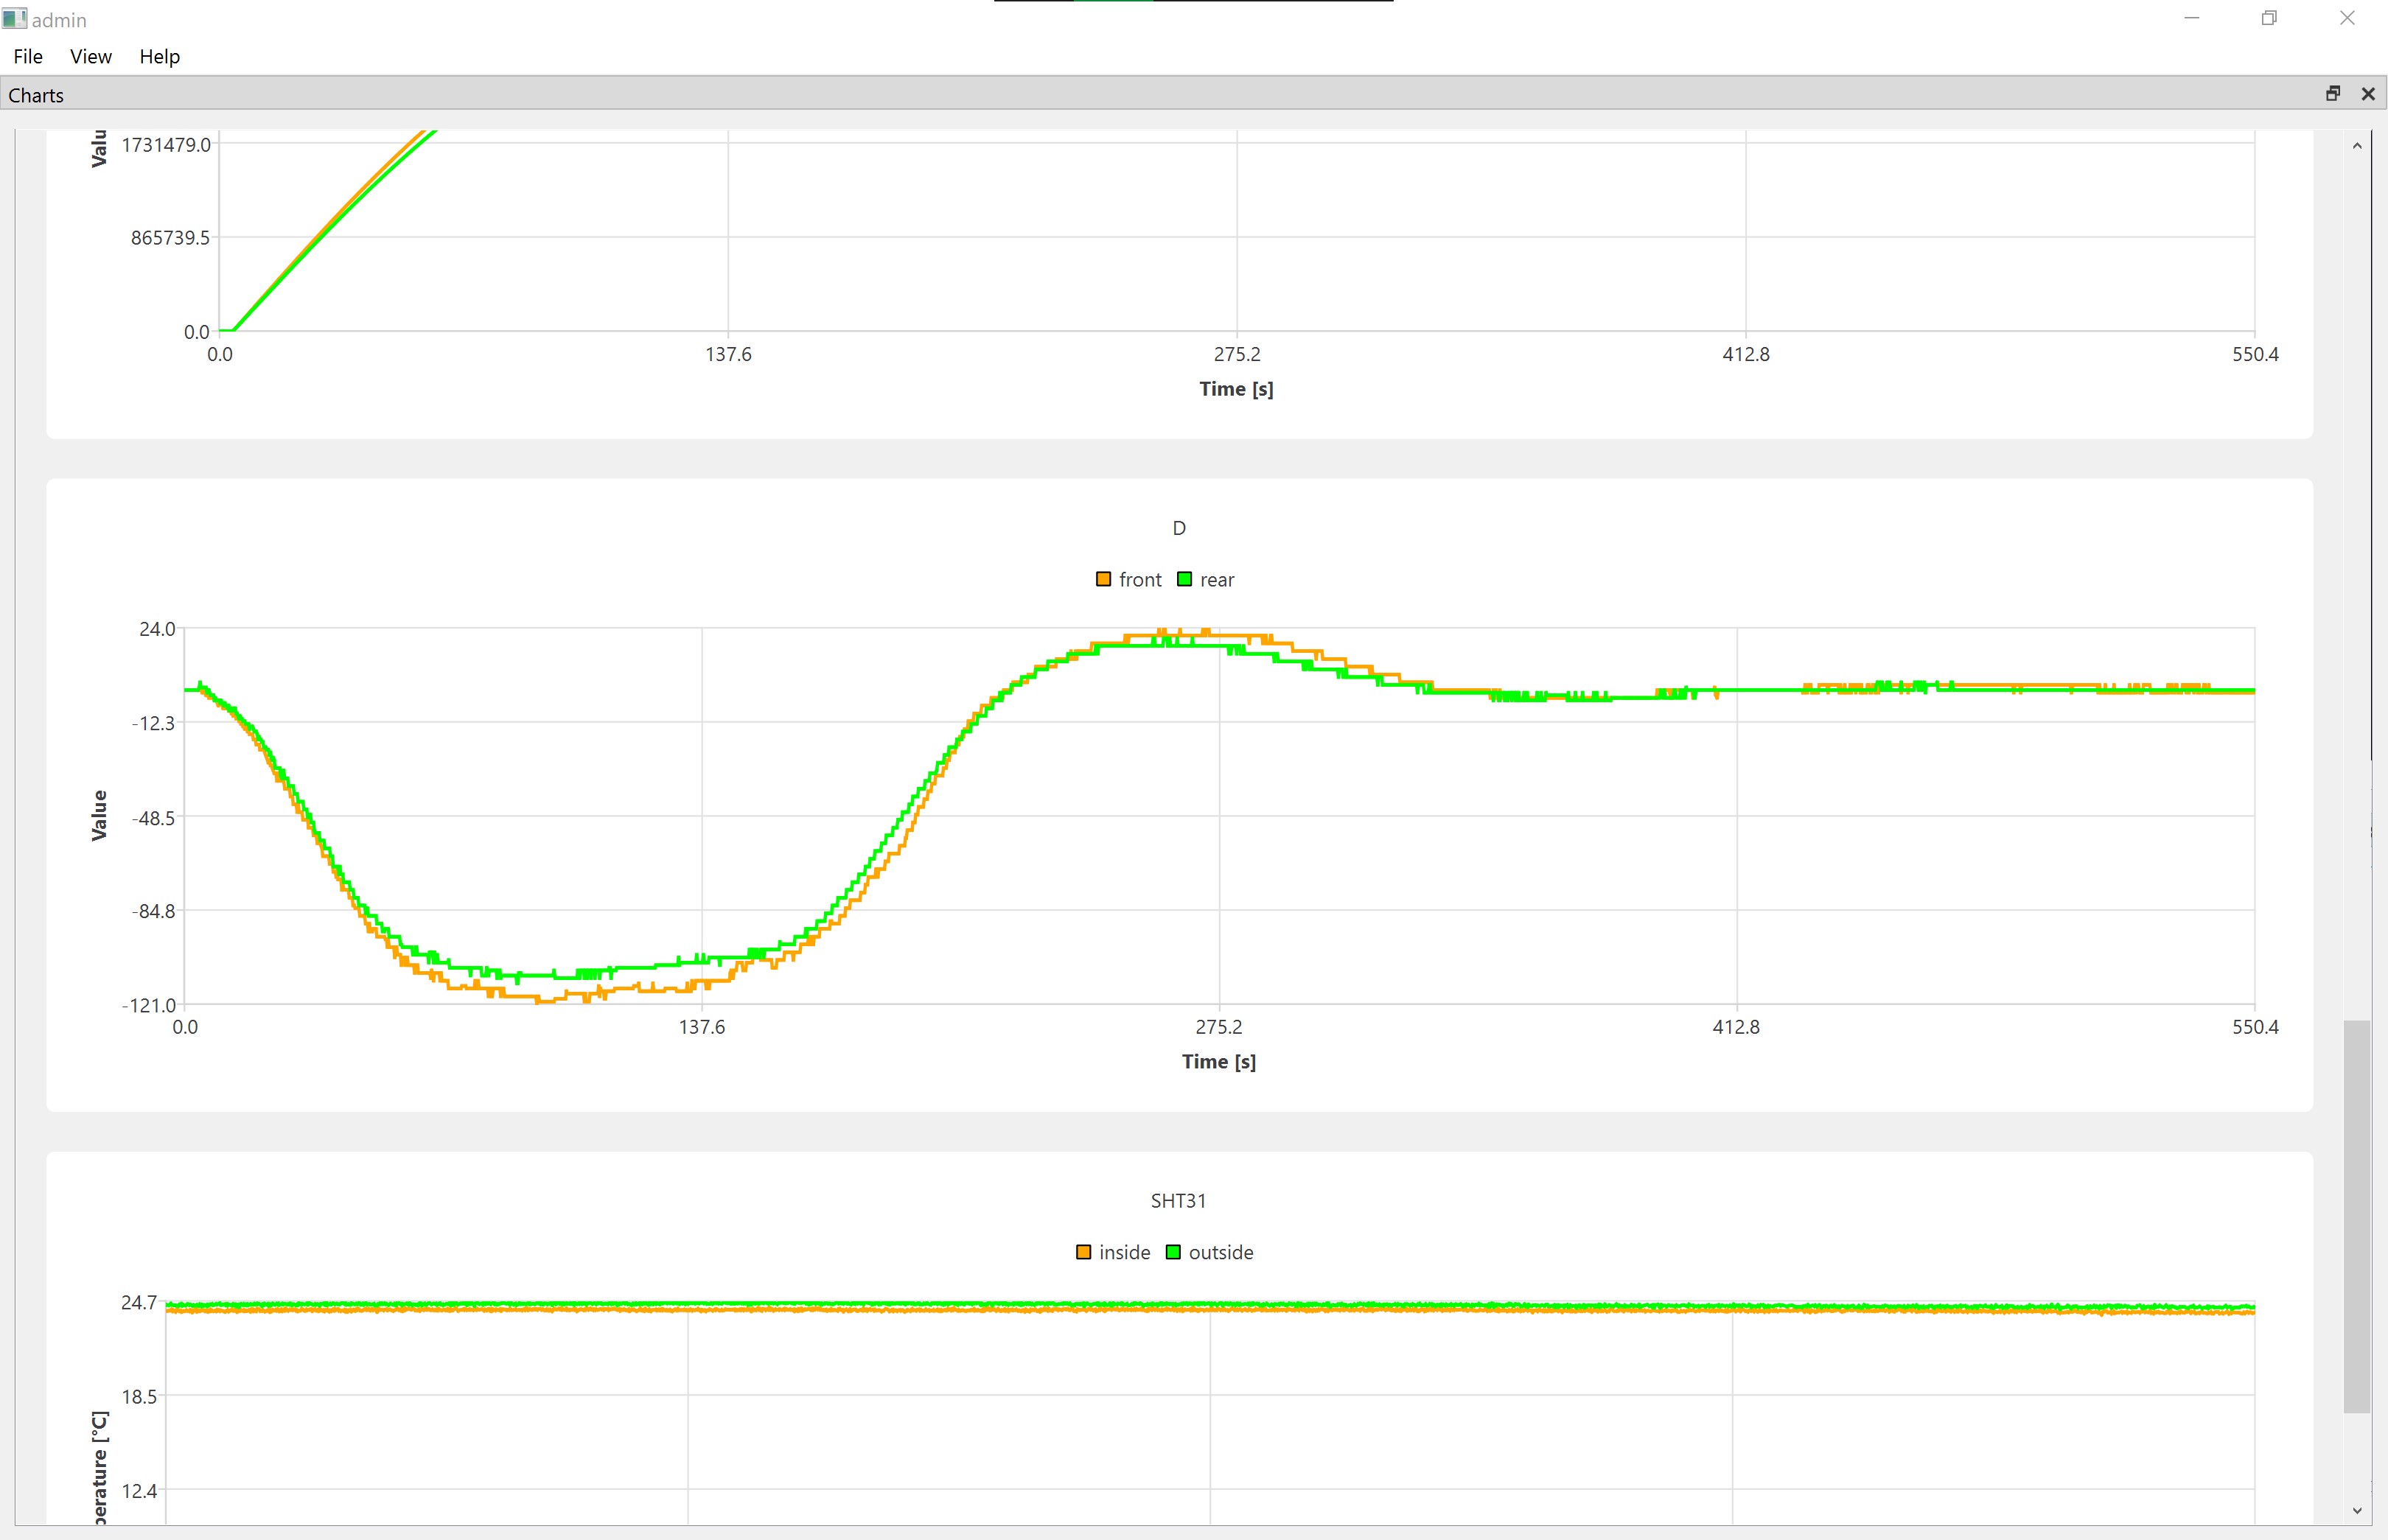 admin
File View Help
Charts
1731479.0
865739.5
0.0
0.0 137.6 275.2 412.8 550.4
Time [s]
D
front rear
24.0
-12.3
Value
-48.5
-84.8
-121.0
0.0 137.6 275.2 412.8 550.4
Time [s]
SHT31
inside outside
24.7
18.5
12.4
[°C]